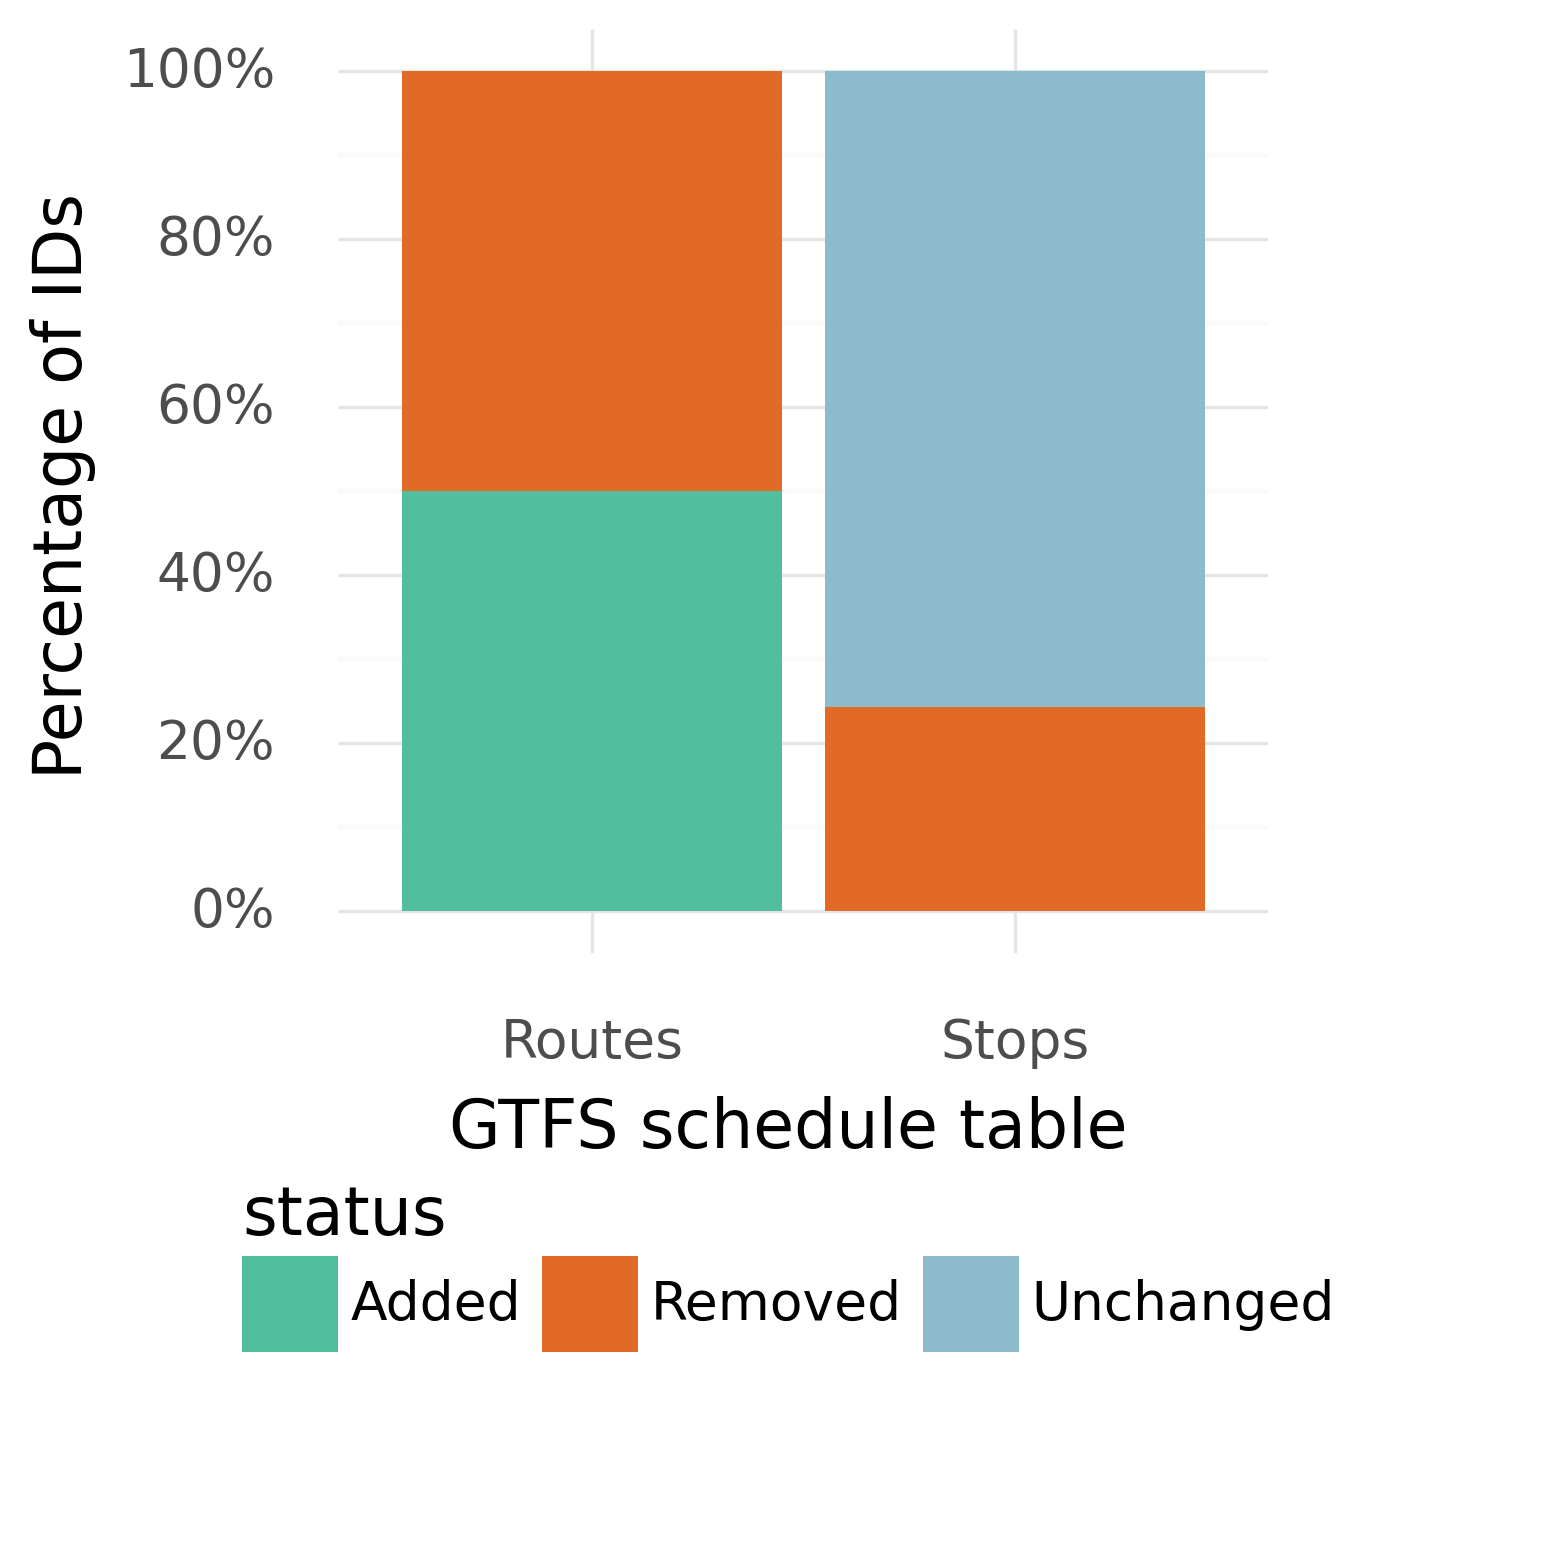 Percentage of IDs
100%
80%
60%
40%
20%
0%
Routes Stops
GTFS schedule table
status
Added Removed Unchanged